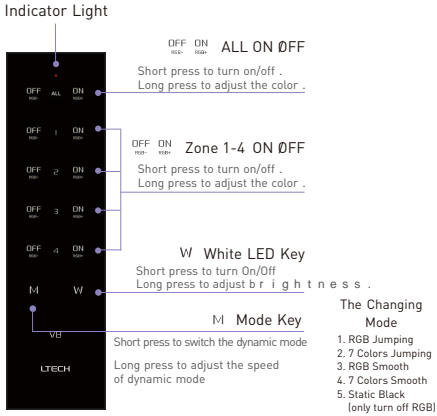 Indicator Light
OFF ON ALL ON ØFF
RGB- RGB+
Short press to turn on/off .
Long press to adjust the color .
OFF ALL ON
RGB- RGB+
OFF 1 ON
RGB- RGB+
OFF ON Zone 1-4 ON ØFF
RGB- RGB+
Short press to turn on/off .
Long press to adjust the color .
OFF 2 ON
RGB- RGB+
OFF 3 ON
RGB- RGB+
OFF 4 ON
RGB- RGB+
W White LED Key
Short press to turn On/Off
Long press to adjust b r i g h t n e s s .
M W
M Mode Key
Short press to switch the dynamic mode
Long press to adjust the speed
of dynamic mode
V8
LTECH
The Changing
Mode
1. RGB Jumping
2. 7 Colors Jumping
3. RGB Smooth
4. 7 Colors Smooth
5. Static Black
(only turn off RGB)